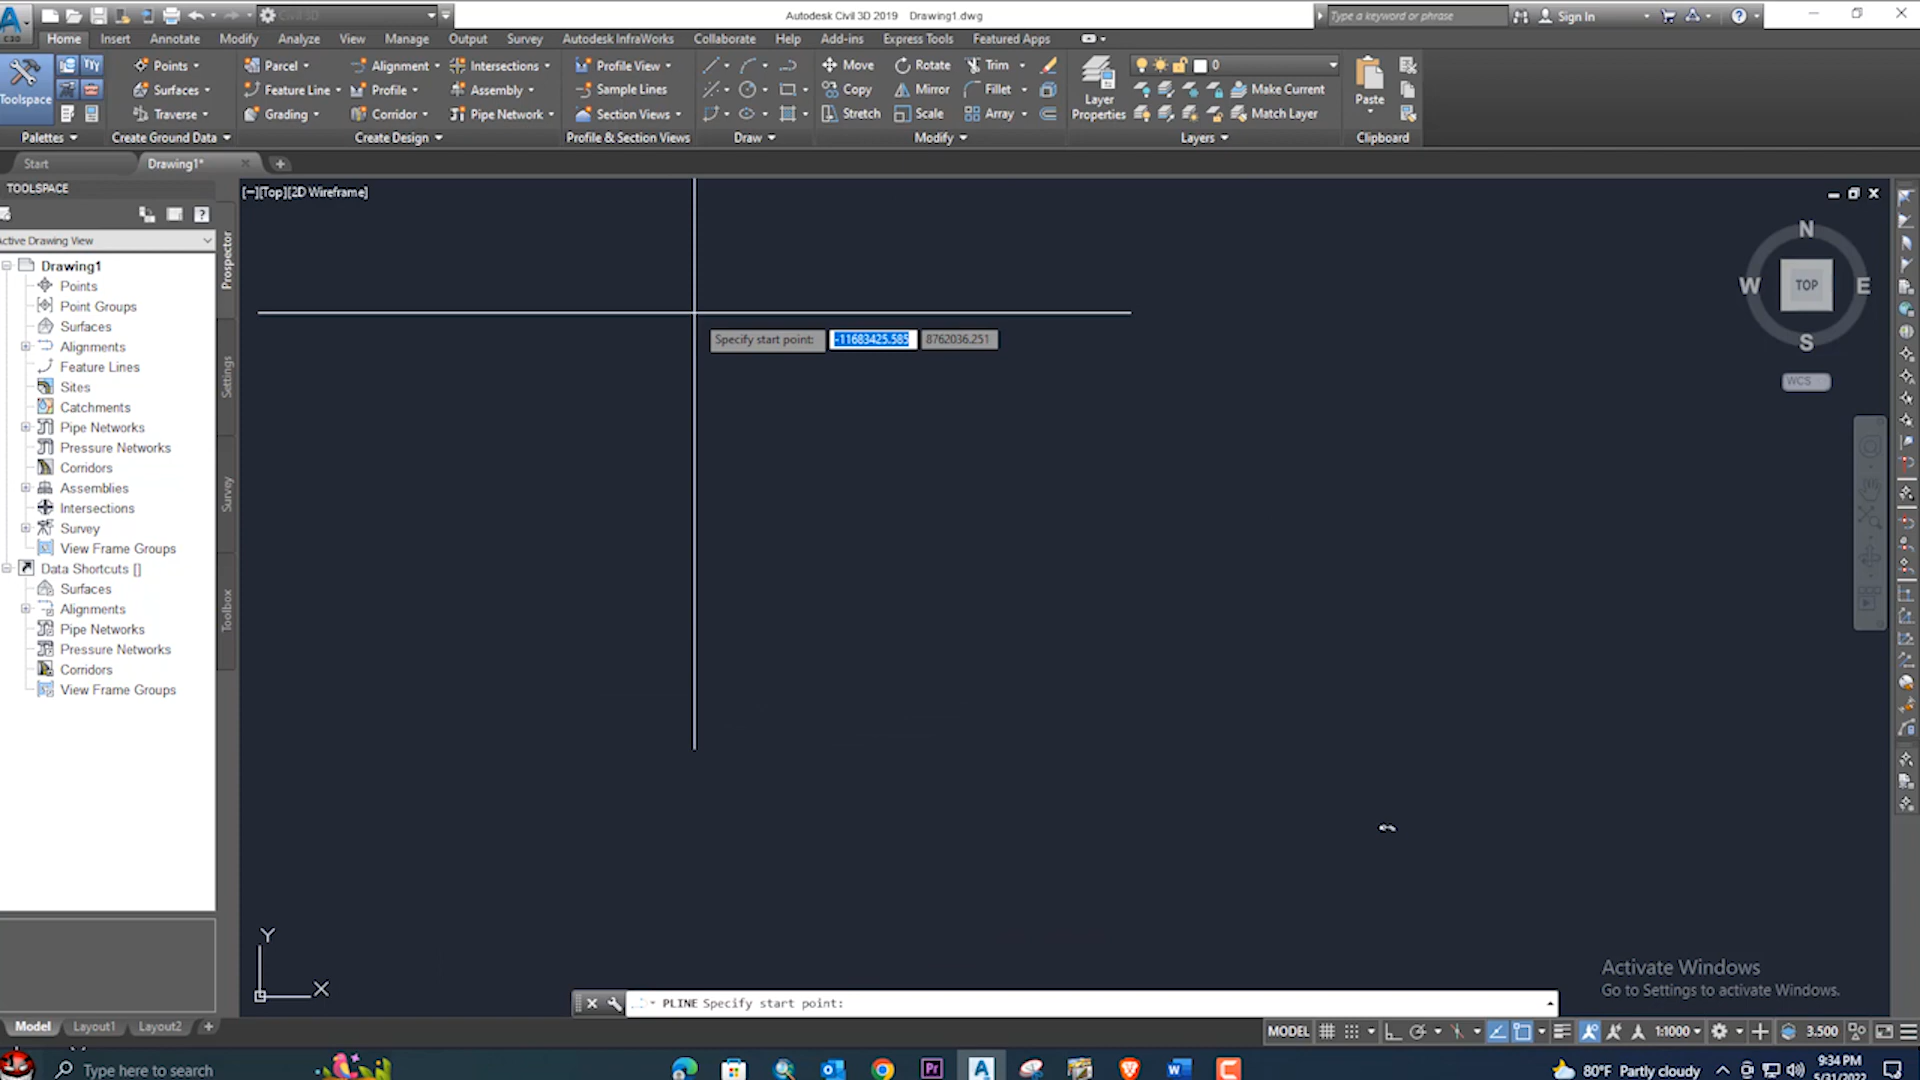 Civil 3D
Autodesk Civil 3D 2019 Drawing1.dwg
Type a keyword or phrase
Sign In
C3D
Home Insert Annotate Modify Analyze View Manage Output Survey Autodesk InfraWorks Collaborate Help Add-ins Express Tools Featured Apps
Points Parcel Alignment Intersections Profile View Move Rotate Trim 0
Surfaces Feature Line Profile Assembly Sample Lines Copy Mirror Fillet Make Current
Toolspace Layer Properties Paste
Traverse Grading Corridor Pipe Network Section Views Stretch Scale Array Match Layer
Palettes Create Ground Data Create Design Profile & Section Views Draw Modify Layers Clipboard
Start Drawing1*
TOOLSPACE
[−][Top][2D Wireframe]
Active Drawing View
Prospector
Settings
Survey
Toolbox
Drawing1
Points
Point Groups
Surfaces
Alignments
Feature Lines
Sites
Catchments
Pipe Networks
Pressure Networks
Corridors
Assemblies
Intersections
Survey
View Frame Groups
Data Shortcuts []
Surfaces
Alignments
Pipe Networks
Pressure Networks
Corridors
View Frame Groups
Specify start point: -11683425.585 8762036.251
N
W TOP E
S
WCS
Y
X
Activate Windows
Go to Settings to activate Windows.
PLINE Specify start point:
Model Layout1 Layout2
MODEL 1:1000 3.500
Type here to search
80°F Partly cloudy
9:34 PM
5/31/2022